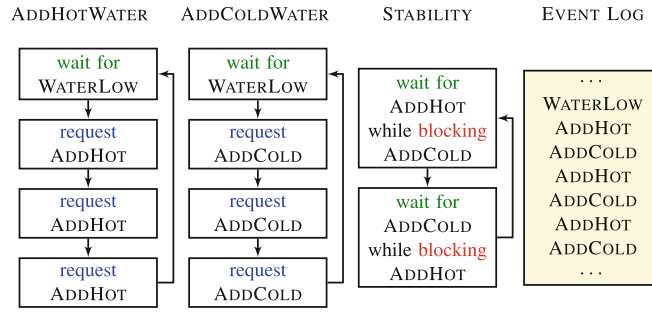 ADDHOTWATER
wait for
WATERLOW
request
ADDHOT
request
ADDHOT
request
ADDHOT
ADDCOLDWATER
wait for
WATERLOW
request
ADDCOLD
request
ADDCOLD
request
ADDCOLD
STABILITY
wait for
ADDHOT
while blocking
ADDCOLD
wait for
ADDCOLD
while blocking
ADDHOT
EVENT LOG
...
WATERLOW
ADDHOT
ADDCOLD
ADDHOT
ADDCOLD
ADDHOT
ADDCOLD
...